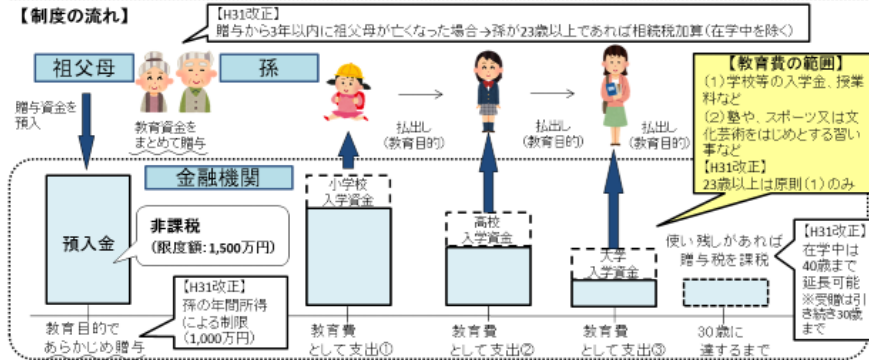 【制度の流れ】
【H31改正】
贈与から3年以内に祖父母が亡くなった場合→孫が23歳以上であれば相続税加算(在学中を除く)
祖父母
孫
贈与資金を
預入
教育資金を
まとめて贈与
払出し
(教育目的)
払出し
(教育目的)
払出し
(教育目的)
【教育費の範囲】
(1)学校等の入学金、授業
料など
(2)塾や、スポーツ又は文
化芸術をはじめとする習い
事など
【H31改正】
23歳以上は原則(1)のみ
金融機関
預入金
非課税
(限度額:1,500万円)
小学校
入学資金
高校
入学資金
大学
入学資金
使い残しがあれば
贈与税を課税
【H31改正】
在学中は
40歳まで
延長可能
※受贈は引
き続き30歳
まで
【H31改正】
孫の年間所得
による制限
(1,000万円)
教育目的で
あらかじめ贈与
教育費
として支出①
教育費
として支出②
教育費
として支出③
30歳に
達するまで